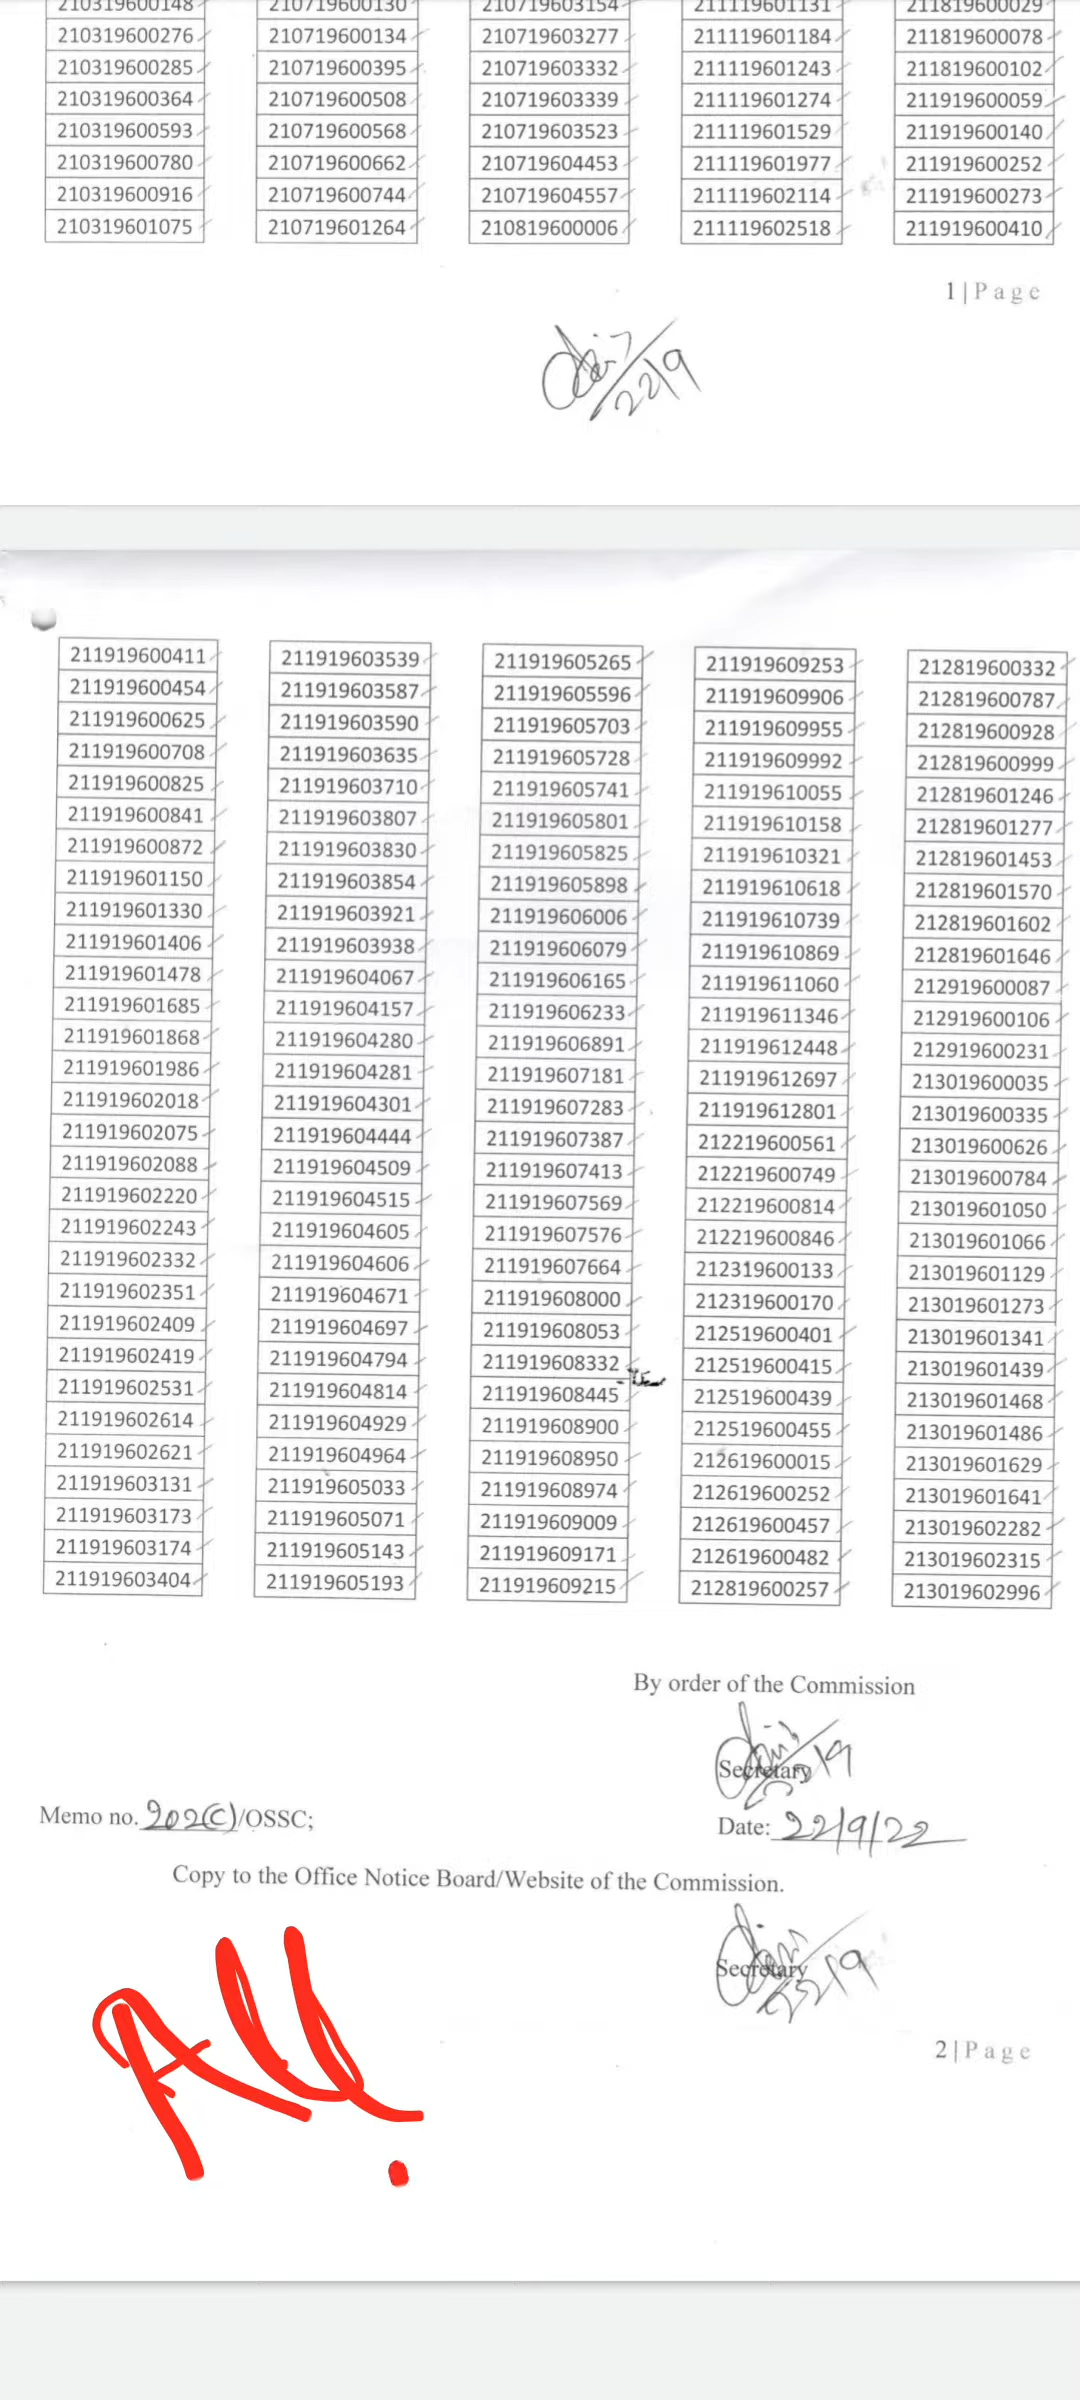 210319600148 210719600130 210719603154 211119601131 211819600029
210319600276 210719600134 210719603277 211119601184 211819600078
210319600285 210719600395 210719603332 211119601243 211819600102
210319600364 210719600508 210719603339 211119601274 211919600059
210319600593 210719600568 210719603523 211119601529 211919600140
210319600780 210719600662 210719604453 211119601977 211919600252
210319600916 210719600744 210719604557 211119602114 211919600273
210319601075 210719601264 210819600006 211119602518 211919600410
1|Page
22/9
211919600411 211919603539 211919605265 211919609253 212819600332
211919600454 211919603587 211919605596 211919609906 212819600787
211919600625 211919603590 211919605703 211919609955 212819600928
211919600708 211919603635 211919605728 211919609992 212819600999
211919600825 211919603710 211919605741 211919610055 212819601246
211919600841 211919603807 211919605801 211919610158 212819601277
211919600872 211919603830 211919605825 211919610321 212819601453
211919601150 211919603854 211919605898 211919610618 212819601570
211919601330 211919603921 211919606006 211919610739 212819601602
211919601406 211919603938 211919606079 211919610869 212819601646
211919601478 211919604067 211919606165 211919611060 212919600087
211919601685 211919604157 211919606233 211919611346 212919600106
211919601868 211919604280 211919606891 211919612448 212919600231
211919601986 211919604281 211919607181 211919612697 213019600035
211919602018 211919604301 211919607283 211919612801 213019600335
211919602075 211919604444 211919607387 212219600561 213019600626
211919602088 211919604509 211919607413 212219600749 213019600784
211919602220 211919604515 211919607569 212219600814 213019601050
211919602243 211919604605 211919607576 212219600846 213019601066
211919602332 211919604606 211919607664 212319600133 213019601129
211919602351 211919604671 211919608000 212319600170 213019601273
211919602409 211919604697 211919608053 212519600401 213019601341
211919602419 211919604794 211919608332 212519600415 213019601439
211919602531 211919604814 211919608445 212519600439 213019601468
211919602614 211919604929 211919608900 212519600455 213019601486
211919602621 211919604964 211919608950 212619600015 213019601629
211919603131 211919605033 211919608974 212619600252 213019601641
211919603173 211919605071 211919609009 212619600457 213019602282
211919603174 211919605143 211919609171 212619600482 213019602315
211919603404 211919605193 211919609215 212819600257 213019602996
By order of the Commission
Secretary
Memo no. 202(C)/OSSC;
Date: 22/9/22
Copy to the Office Notice Board/Website of the Commission.
Secretary
22/9
2|Page
All.